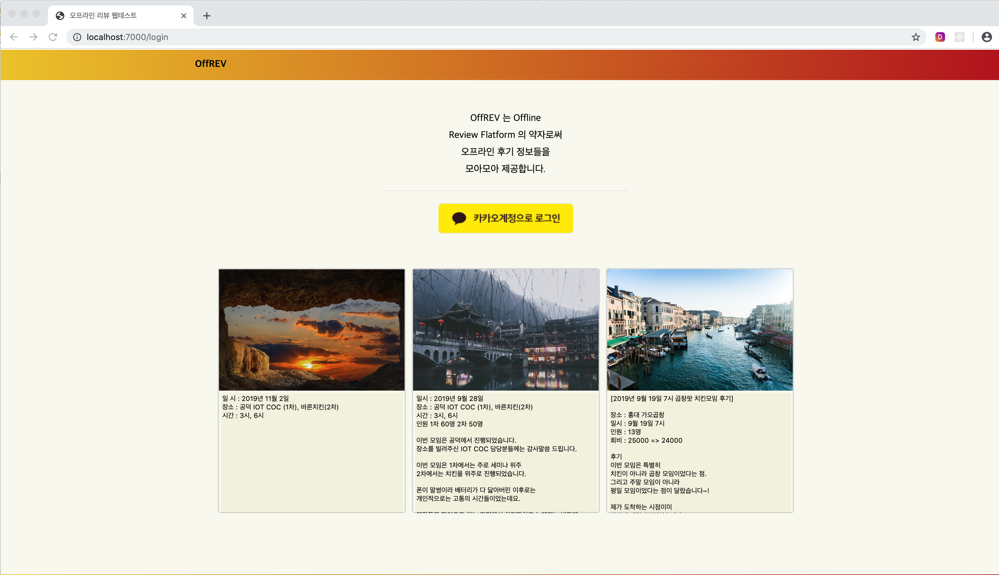 오프라인 리뷰 웹테스트
localhost:7000/login
D
OffREV
OffREV 는 Offline
Review Flatform 의 약자로써
오프라인 후기 정보들을
모아모아 제공합니다.
카카오계정으로 로그인
일 시 : 2019년 11월 2일
장소 : 공덕 IOT COC (1차), 바른치킨(2차)
시간 : 3시, 6시
일시 : 2019년 9월 28일
장소 : 공덕 IOT COC (1차), 바른치킨(2차)
시간 : 3시, 6시
인원 1차 60명 2차 50명
이번 모임은 공덕에서 진행되었습니다.
장소를 빌려주신 IOT COC 담당분들께는 감사말씀 드립니다.
이번 모임은 1차에서는 주로 세미나 위주
2차에서는 치킨을 위주로 진행되었습니다.
폰이 말썽이라 배터리가 다 닳아버린 이후로는
개인적으로는 고통의 시간들이었는데요.
[2019년 9월 19일 7시 곱창팟 치킨모임 후기]
장소 : 홍대 가오곱창
일시 : 9월 19일 7시
인원 : 13명
회비 : 25000 => 24000
후기
이번 모임은 특별히
치킨이 아니라 곱창 모임이었다는 점.
그리고 주말 모임이 아니라
평일 모임이었다는 점이 달랐습니다~!
제가 도착하는 시점이미